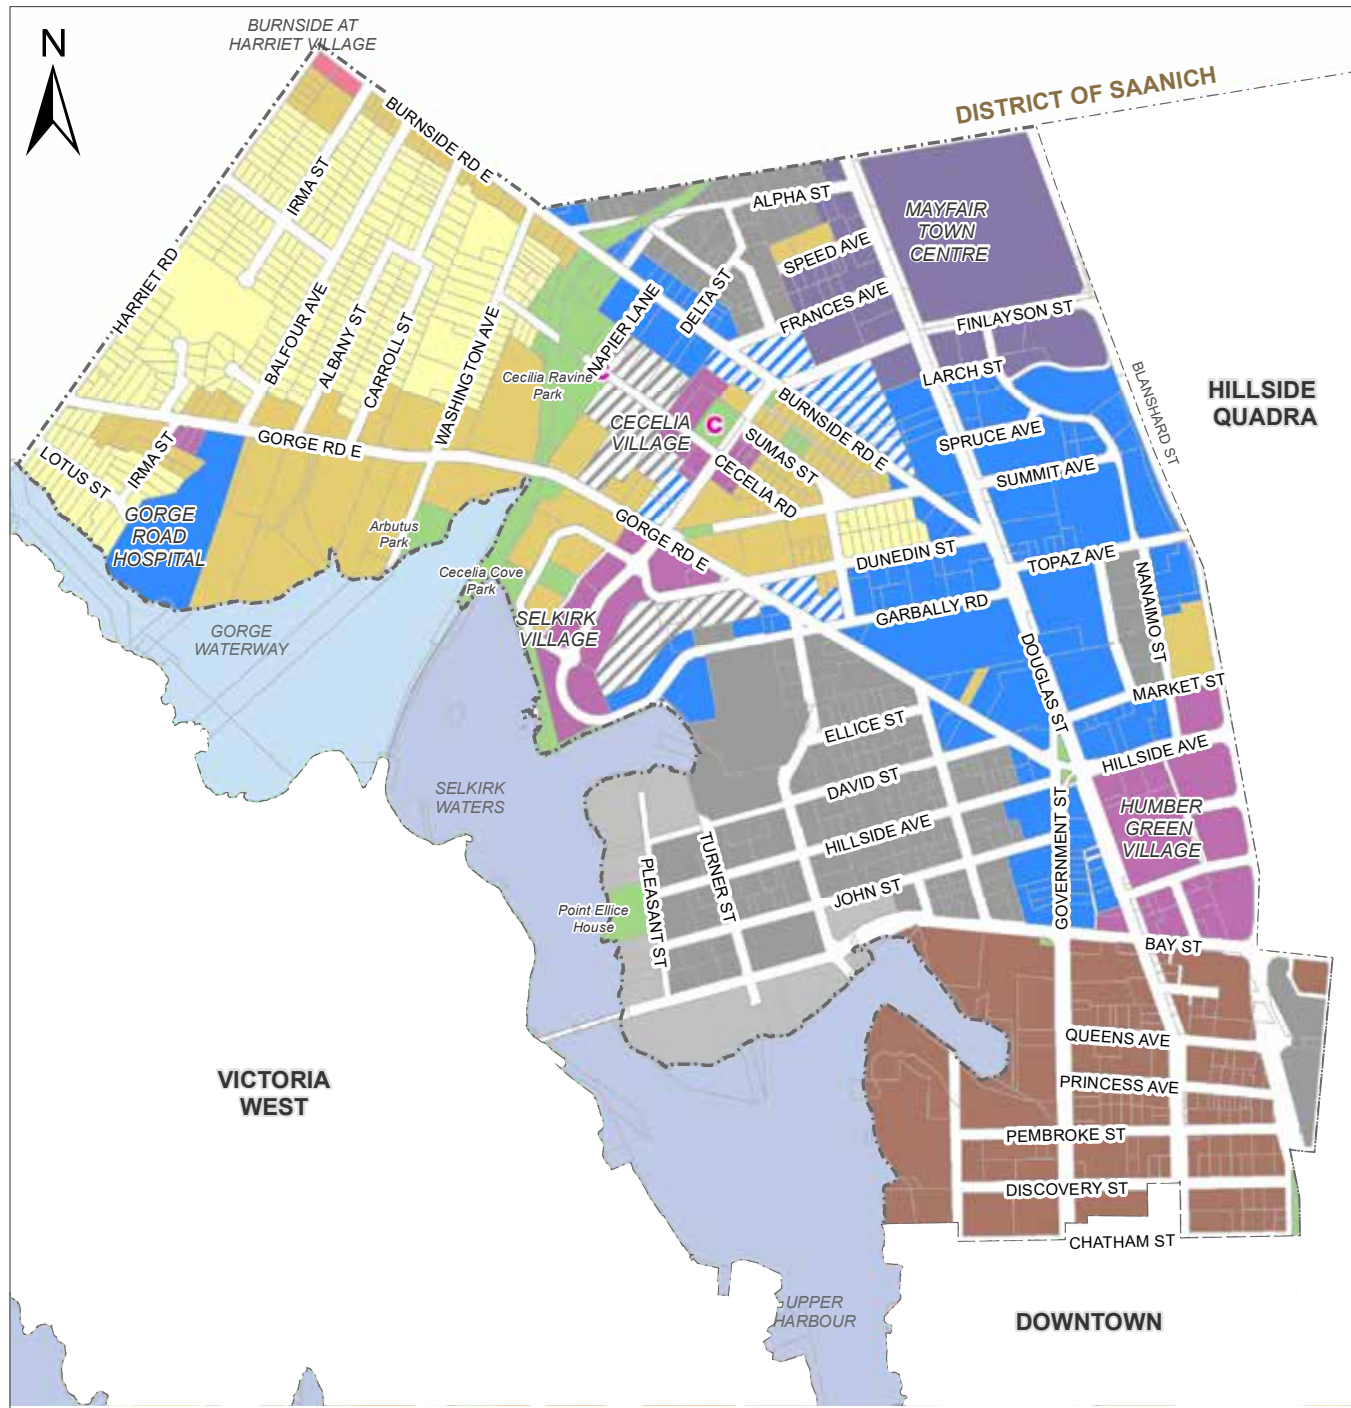 BURNSIDE AT
HARRIET VILLAGE
N
DISTRICT OF SAANICH
BURNSIDE RD E
IRMA ST
ALPHA ST
MAYFAIR
TOWN
CENTRE
SPEED AVE
HARRIET RD
DELTA ST
NAPIER LANE
FRANCES AVE
FINLAYSON ST
BALFOUR AVE
ALBANY ST
CARROLL ST
WASHINGTON AVE
LARCH ST
BLANSHARD ST
HILLSIDE
QUADRA
Cecilia Ravine
Park
CECELIA
VILLAGE
C
BURNSIDE RD E
SPRUCE AVE
SUMMIT AVE
GORGE RD E
SUMAS ST
CECELIA RD
LOTUS ST
IRMA ST
GORGE
ROAD
HOSPITAL
Arbutus
Park
GORGE RD E
DUNEDIN ST
TOPAZ AVE
NANAIMO ST
Cecelia Cove
Park
GARBALLY RD
SELKIRK
VILLAGE
GORGE
WATERWAY
DOUGLAS ST
MARKET ST
ELLICE ST
HILLSIDE AVE
DAVID ST
SELKIRK
WATERS
HUMBER
GREEN
VILLAGE
HILLSIDE AVE
GOVERNMENT ST
TURNER ST
PLEASANT ST
JOHN ST
Point Ellice
House
BAY ST
QUEENS AVE
VICTORIA
WEST
PRINCESS AVE
PEMBROKE ST
DISCOVERY ST
CHATHAM ST
UPPER
HARBOUR
DOWNTOWN